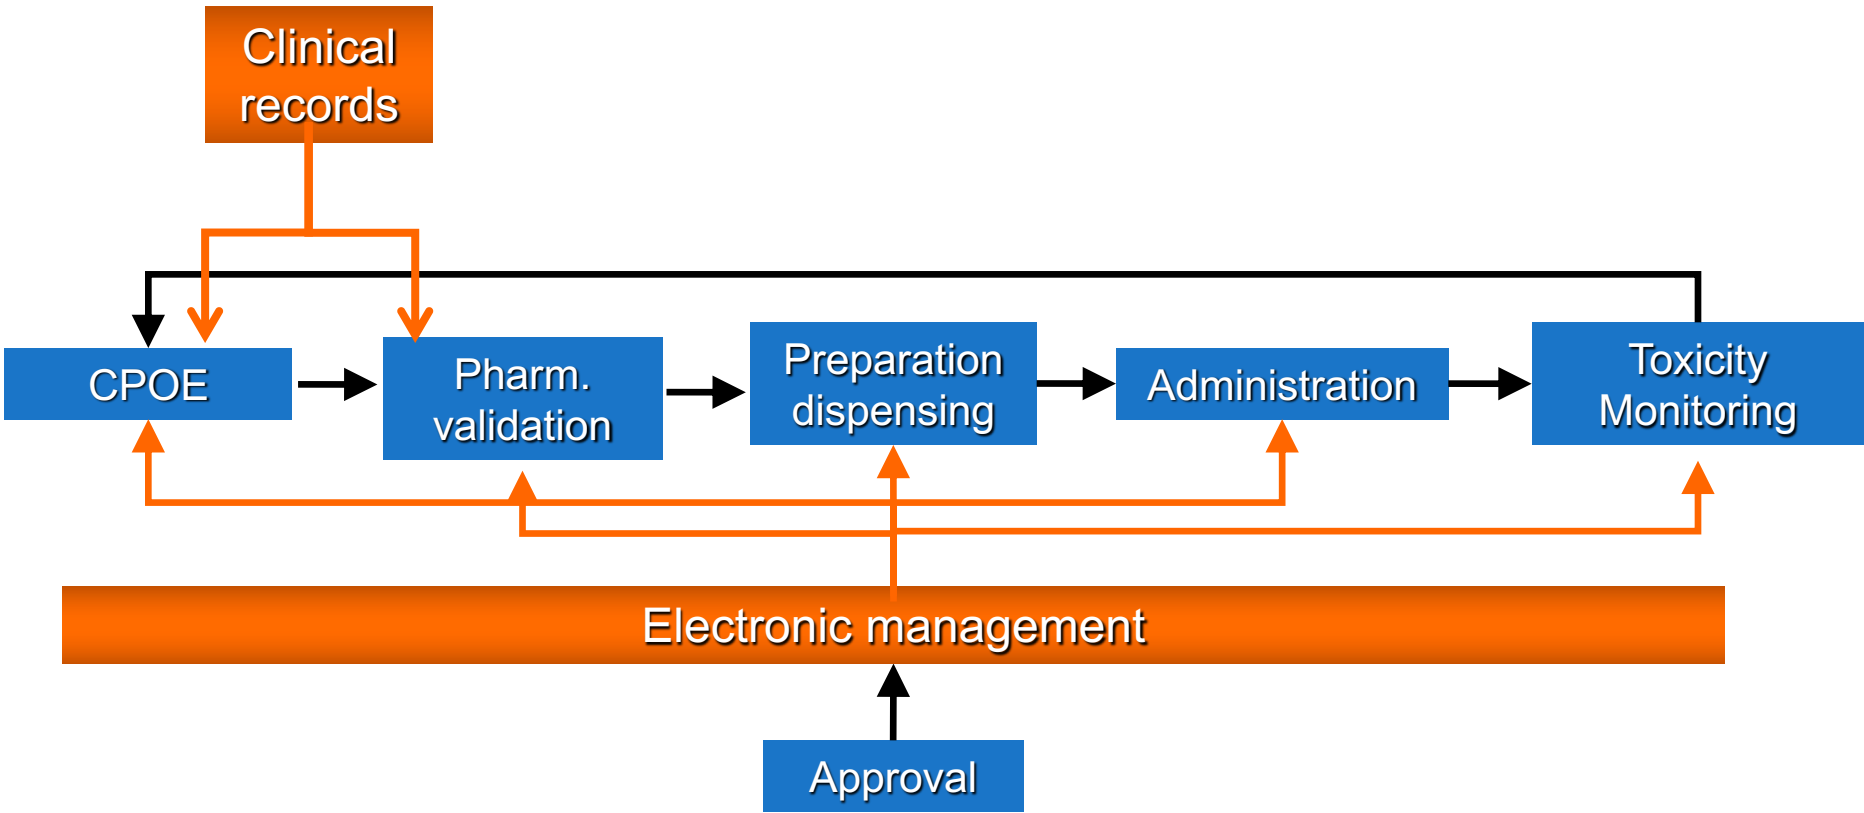 Clinical
records
CPOE
Pharm.
validation
Preparation
dispensing
Administration
Toxicity
Monitoring
Electronic management
Approval